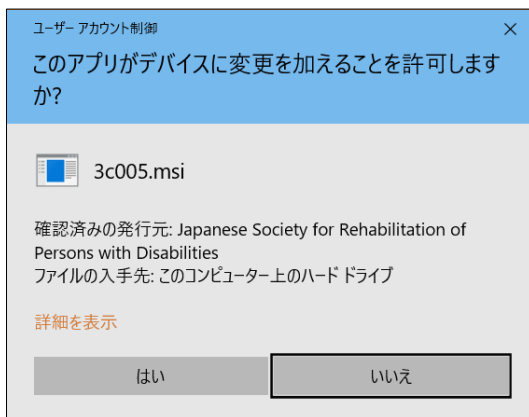 ユーザー アカウント制御
このアプリがデバイスに変更を加えることを許可します
か?
3c005.msi
確認済みの発行元: Japanese Society for Rehabilitation of
Persons with Disabilities
ファイルの入手先: このコンピューター上のハード ドライブ
詳細を表示
はい
いいえ